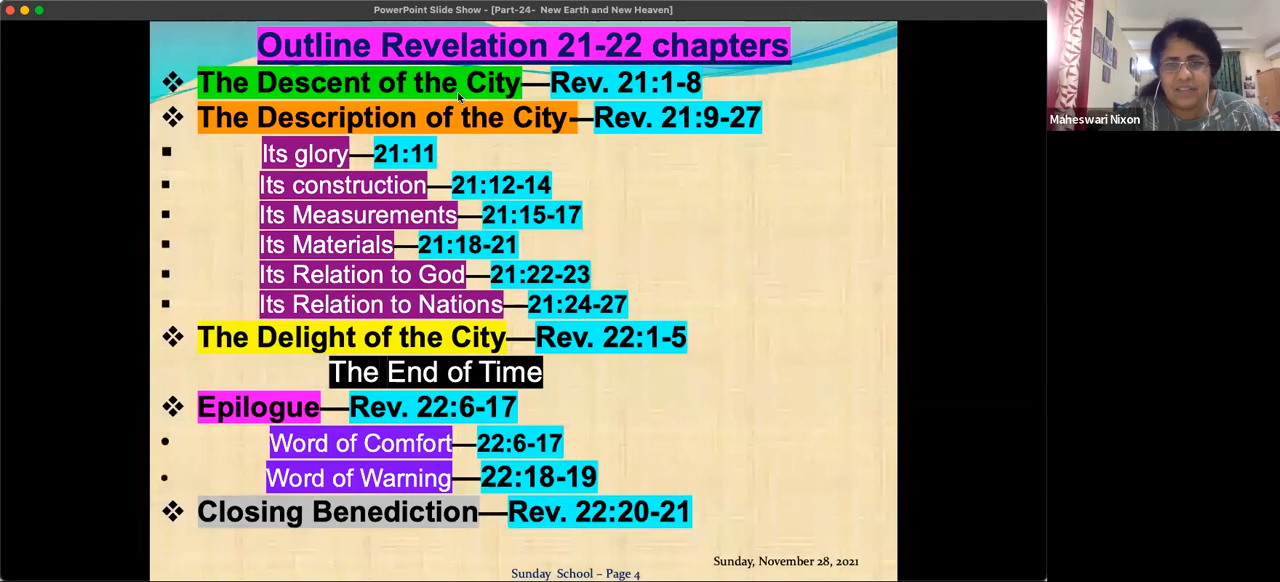 PowerPoint Slide Show - [Part-24- New Earth and New Heaven]
Outline Revelation 21-22 chapters
❖ The Descent of the City—Rev. 21:1-8
❖ The Description of the City—Rev. 21:9-27
▪ Its glory—21:11
▪ Its construction—21:12-14
▪ Its Measurements—21:15-17
▪ Its Materials—21:18-21
▪ Its Relation to God—21:22-23
▪ Its Relation to Nations—21:24-27
❖ The Delight of the City—Rev. 22:1-5
The End of Time
❖ Epilogue—Rev. 22:6-17
• Word of Comfort—22:6-17
• Word of Warning—22:18-19
❖ Closing Benediction—Rev. 22:20-21
Sunday, November 28, 2021
Sunday School – Page 4
Maheswari Nixon